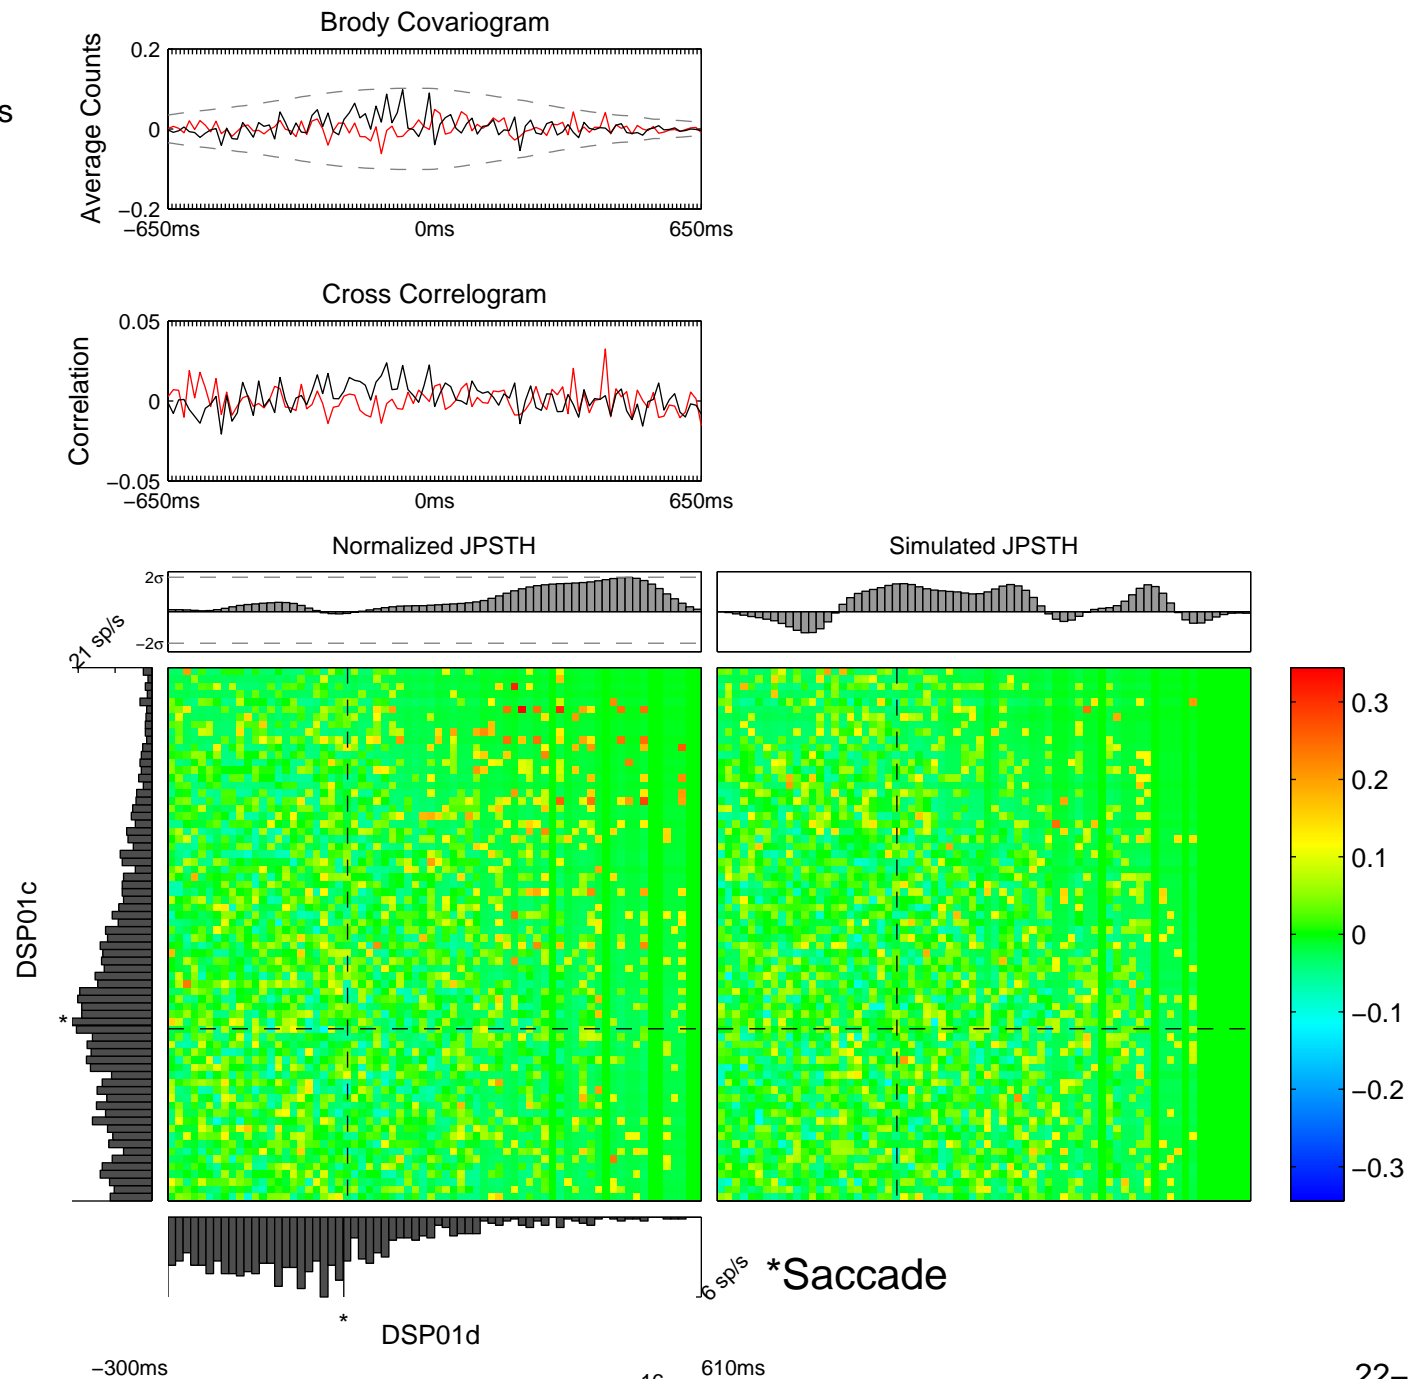 Brody Covariogram
Average Counts
0.2
0
−0.2
−650ms 0ms 650ms
s
Cross Correlogram
Correlation
0.05
0
−0.05
−650ms 0ms 650ms
Normalized JPSTH
Simulated JPSTH
2σ
−2σ
21 sp/s
DSP01c
*
0.3
0.2
0.1
0
−0.1
−0.2
−0.3
6 sp/s
*Saccade
*
DSP01d
−300ms 610ms